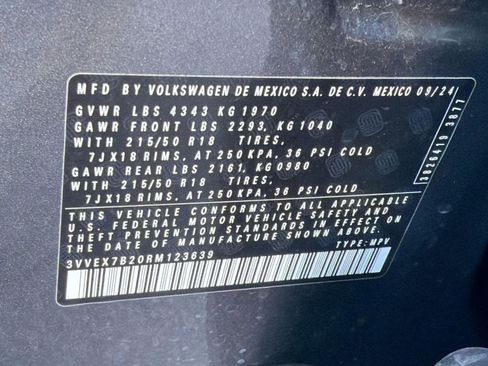 MFD BY VOLKSWAGEN DE MEXICO S.A. DE C.V. MEXICO 09/24
GVWR LBS 4343 KG 1970
GAWR FRONT LBS 2293, KG 1040
WITH 215/50 R18 TIRES,
7JX18 RIMS, AT 250 KPA, 36 PSI COLD
GAWR REAR LBS 2161, KG 0980
WITH 215/50 R18 TIRES,
7JX18 RIMS, AT 250 KPA, 36 PSI COLD
THIS VEHICLE CONFORMS TO ALL APPLICABLE
U.S. FEDERAL MOTOR VEHICLE SAFETY AND
THEFT PREVENTION STANDARDS IN EFFECT ON
THE DATE OF MANUFACTURE SHOWN ABOVE.
3VVEX7B20RM123639 TYPE: MPV
3826419 3877